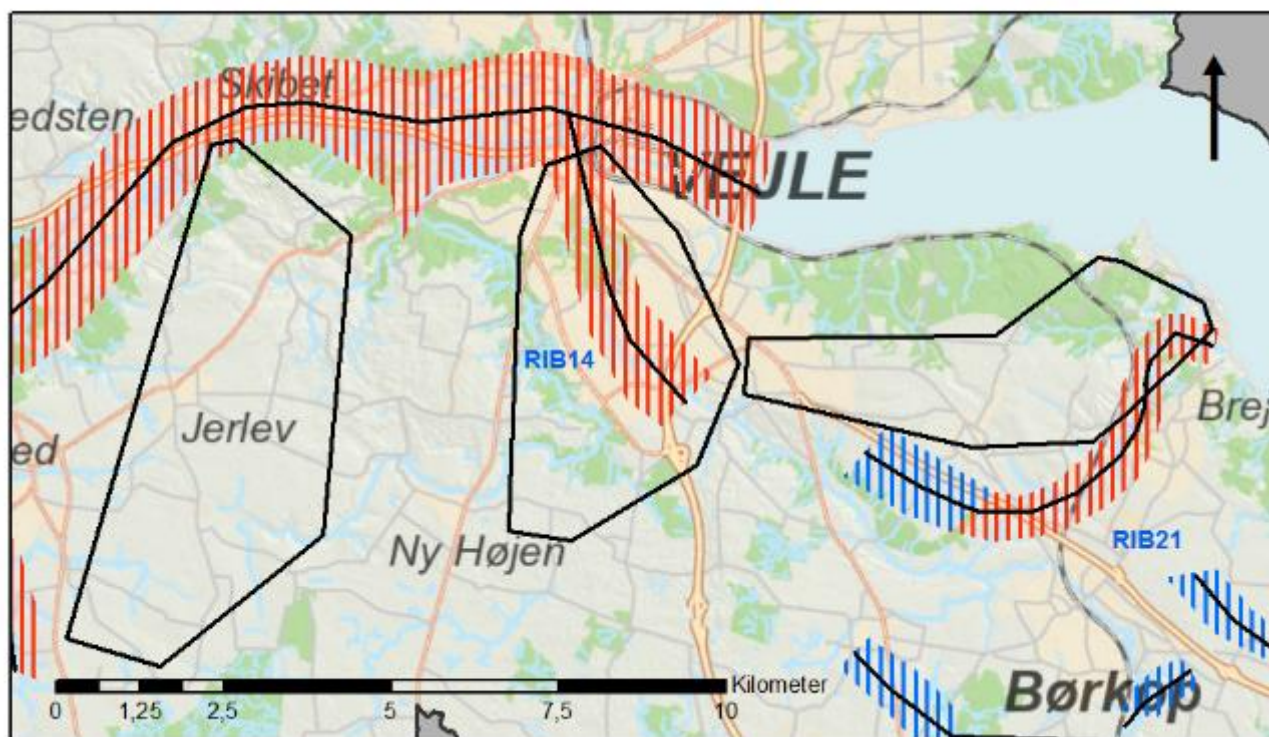 Skibet
edsten
VEJLE
RIB14
Jerlev
Brej
ed
Ny Højen
RIB21
Børkop
Kilometer
0 1,25 2,5 5 7,5 10